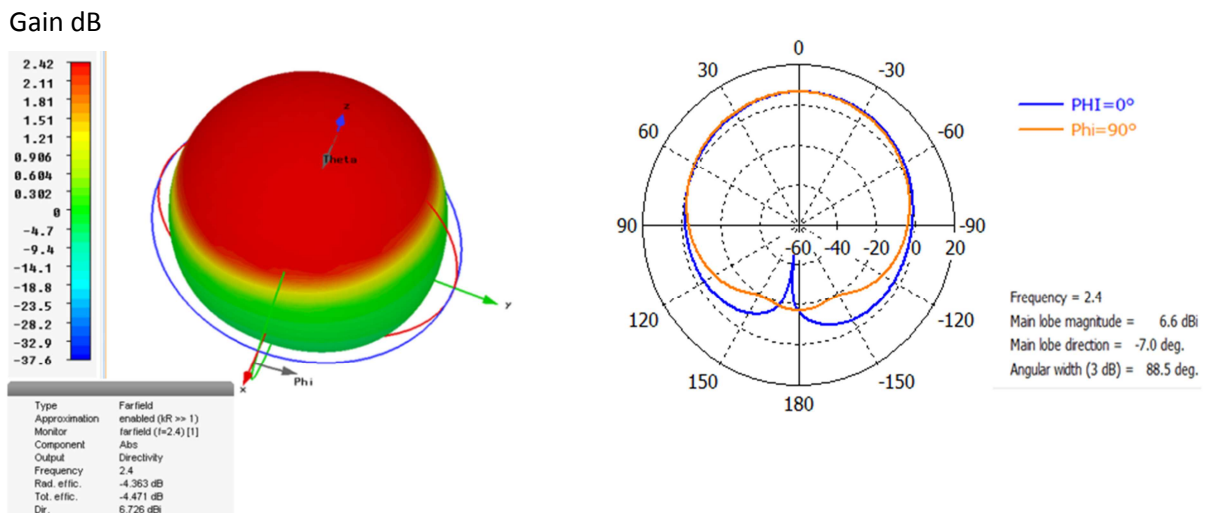 Gain dB
2.42
2.11
1.81
1.51
1.21
0.906
0.604
0.302
0
-4.7
-9.4
-14.1
-18.8
-23.5
-28.2
-32.9
-37.6
z
Theta
y
x
Phi
Type Farfield
Approximation enabled (kR >> 1)
Monitor farfield (f=2.4) [1]
Component Abs
Output Directivity
Frequency 2.4
Rad. effic. -4.363 dB
Tot. effic. -4.471 dB
Dir. 6.726 dBi
0
30 -30
60 -60
90 -90
-60 -40 -20 0 20
120 -120
150 -150
180
PHI=0º
Phi=90º
Frequency = 2.4
Main lobe magnitude = 6.6 dBi
Main lobe direction = -7.0 deg.
Angular width (3 dB) = 88.5 deg.